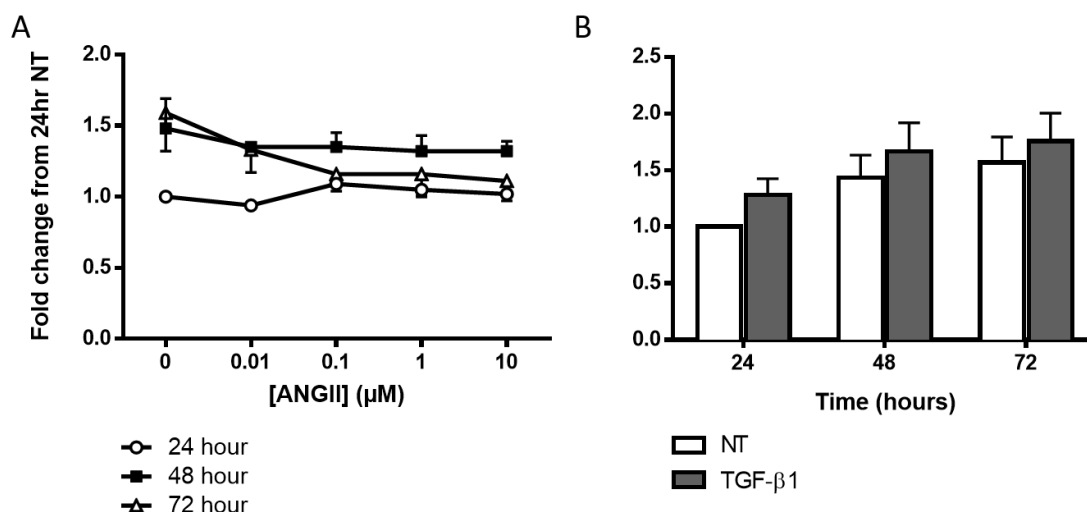 A
B
Fold change from 24hr NT
2.0
1.5
1.0
0.5
0.0
0 0.01 0.1 1 10
[ANGII] (µM)
24 hour
48 hour
72 hour
2.5
2.0
1.5
1.0
0.5
0.0
24 48 72
Time (hours)
NT
TGF-β1